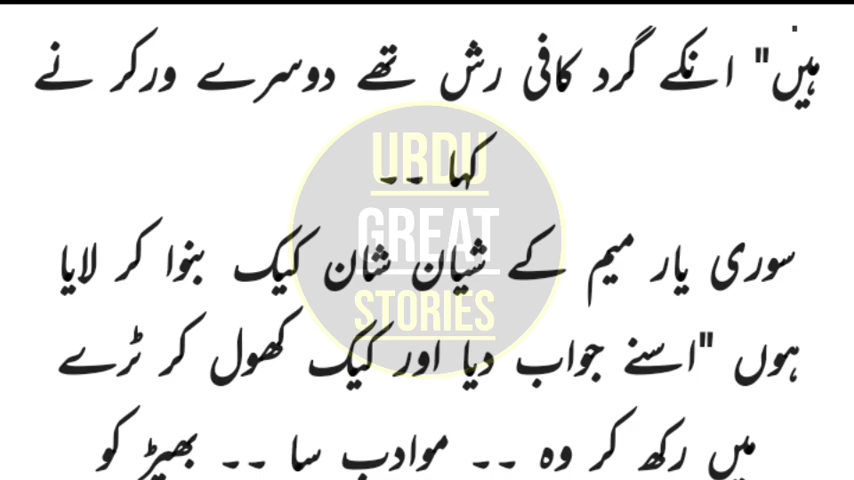 ہیں" انکے گرد کافی رش تھے دوسرے ورکر نے
کہا --
سوری یار میم کے شیان شان کیک بنوا کر لایا
ہوں "اسنے جواب دیا اور کیک کھول کر ٹرے
میں رکھ کر وہ -- موادب سا -- بھیڑ کو
URDU
GREAT
STORIES